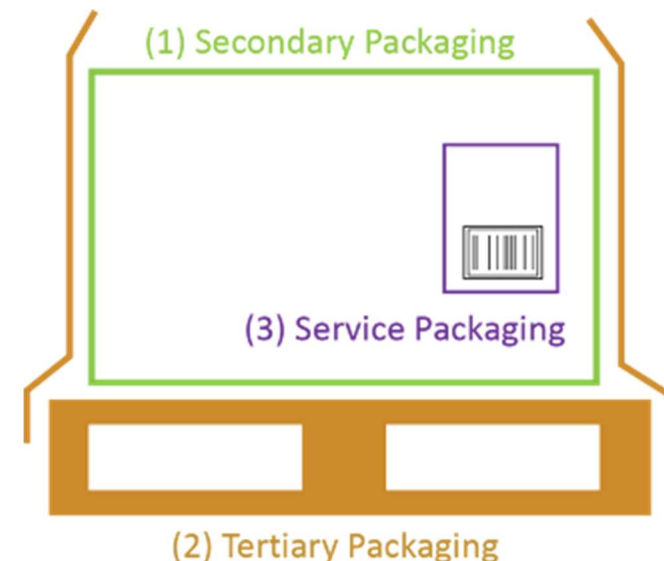 (1) Secondary Packaging
(3) Service Packaging
(2) Tertiary Packaging